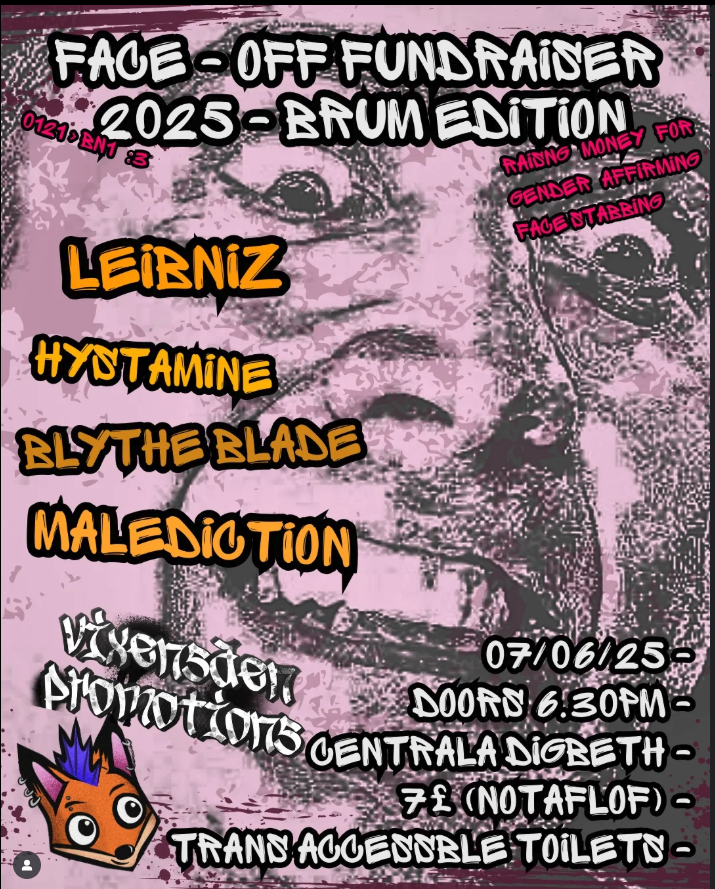 FACE - OFF FUNDRAISER
2025 - BRUM EDITION
0121 > BN1 :3
RAISNG MONEY FOR
GENDER AFFIRMING
FACE STABBING
LEIBNIZ
HYSTAMINE
BLYTHE BLADE
MALEDICTION
vixensden
promotions
07/06/25 -
DOORS 6.30PM -
CENTRALA DIGBETH -
7£ (NOTAFLOF) -
TRANS ACCESSBLE TOILETS -